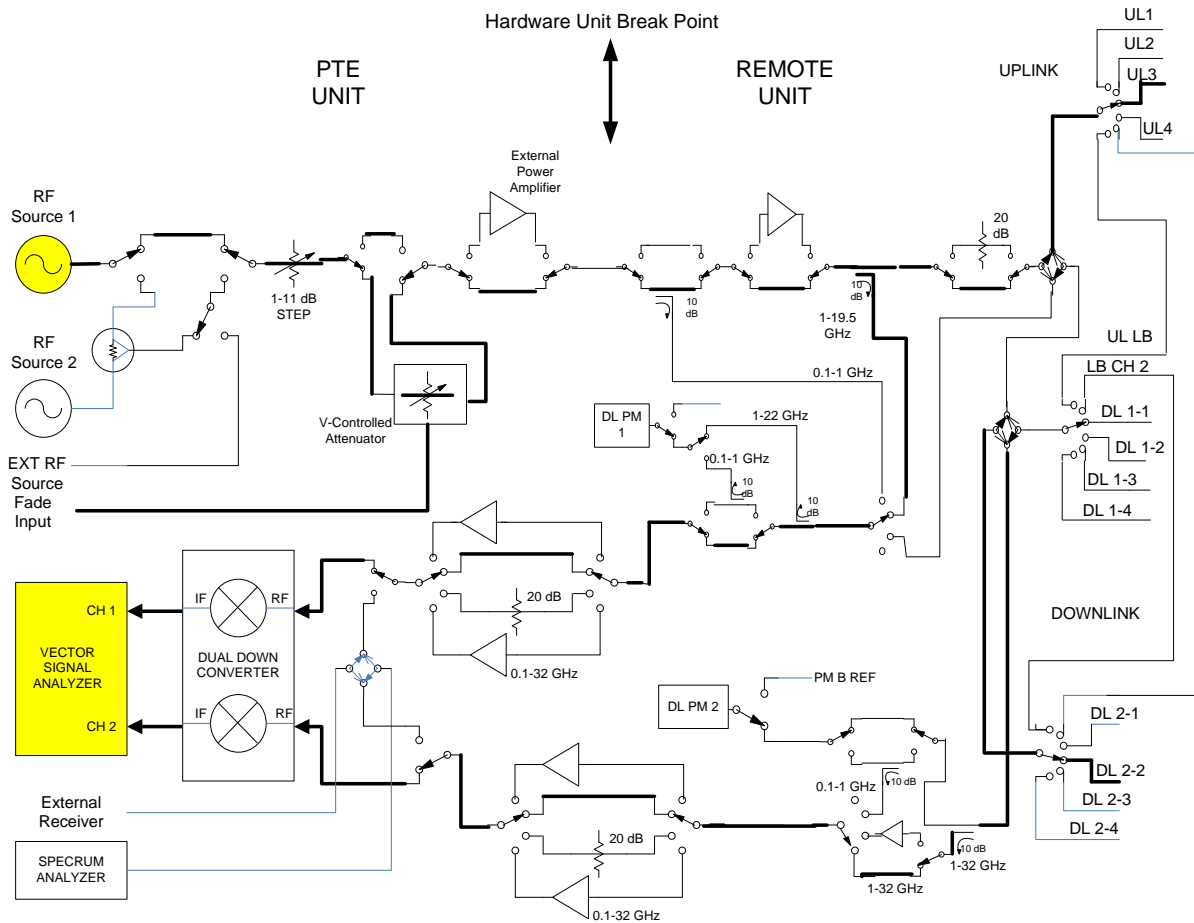 Hardware Unit Break Point
PTE
UNIT
REMOTE
UNIT
UPLINK
UL1
UL2
UL3
UL4
External
Power
Amplifier
RF
Source 1
1-11 dB
STEP
20
dB
10
dB
10
dB
1-19.5
GHz
RF
Source 2
UL LB
LB CH 2
0.1-1 GHz
V-Controlled
Attenuator
DL PM
1
1-22 GHz
DL 1-1
DL 1-2
DL 1-3
DL 1-4
EXT RF
Source
Fade
Input
0.1-1 GHz
10
dB
10
dB
CH 1
IF
RF
20 dB
VECTOR
SIGNAL
ANALYZER
DUAL DOWN
CONVERTER
0.1-32 GHz
DOWNLINK
CH 2
IF
RF
DL PM 2
PM B REF
DL 2-1
DL 2-2
DL 2-3
DL 2-4
0.1-1 GHz
10 dB
External
Receiver
20 dB
10 dB
1-32 GHz
1-32 GHz
SPECRUM
ANALYZER
0.1-32 GHz